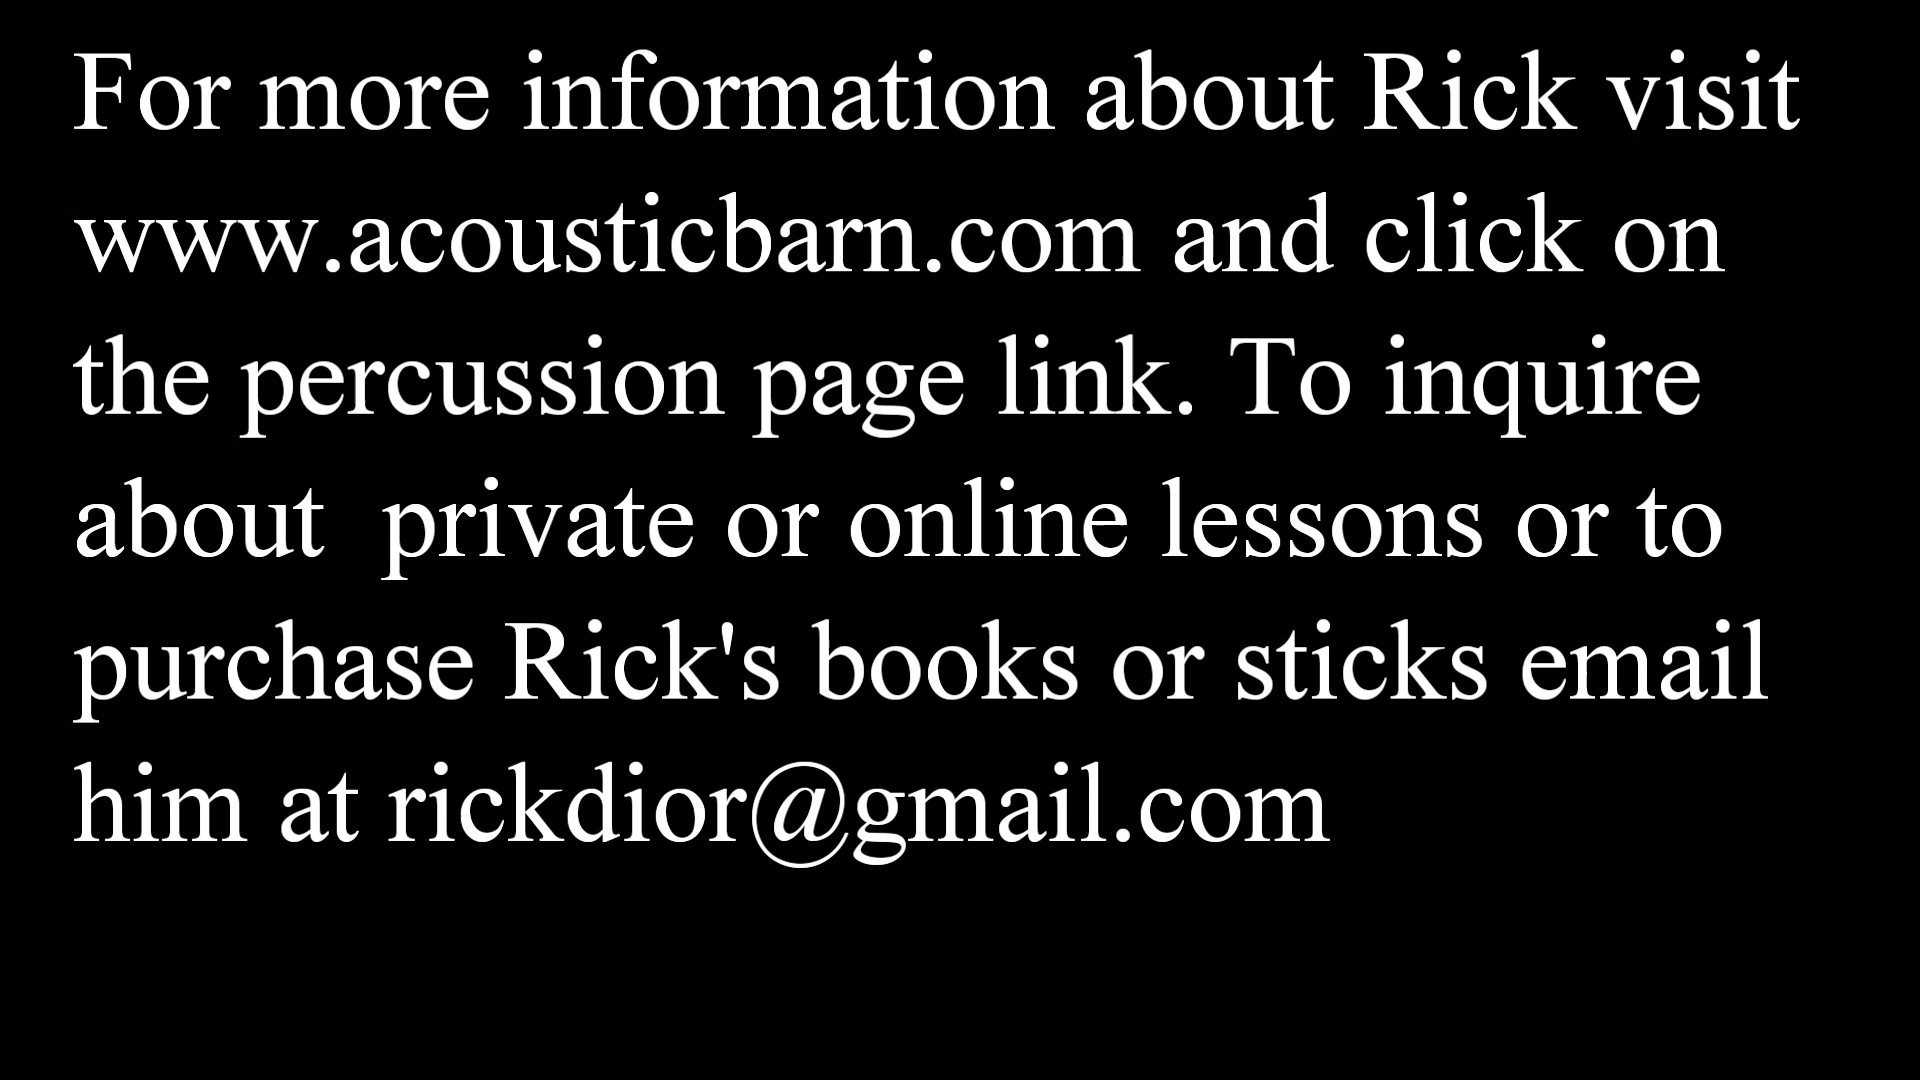 For more information about Rick visit
www.acousticbarn.com and click on
the percussion page link. To inquire
about  private or online lessons or to
purchase Rick's books or sticks email
him at rickdior@gmail.com